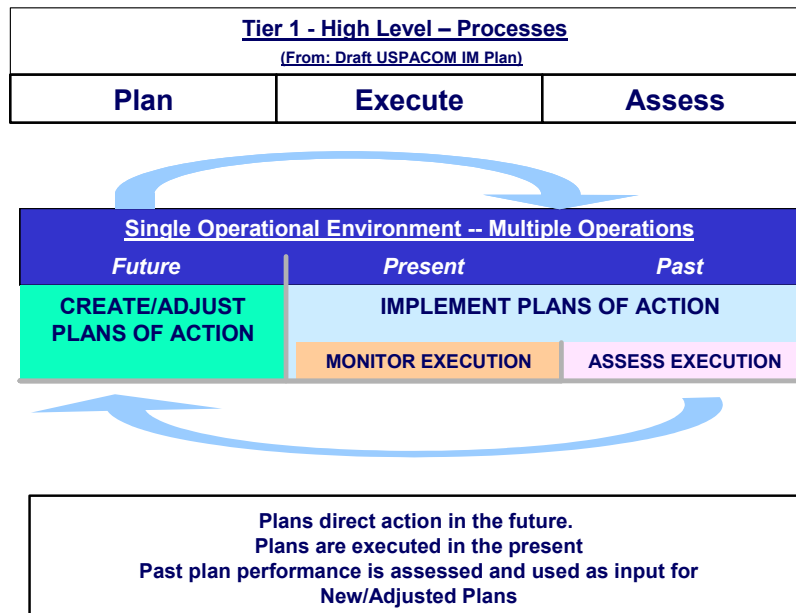 Tier 1 - High Level – Processes
(From: Draft USPACOM IM Plan)
Plan Execute Assess
Single Operational Environment -- Multiple Operations
Future Present Past
CREATE/ADJUST IMPLEMENT PLANS OF ACTION
PLANS OF ACTION
MONITOR EXECUTION ASSESS EXECUTION
Plans direct action in the future.
Plans are executed in the present
Past plan performance is assessed and used as input for
New/Adjusted Plans